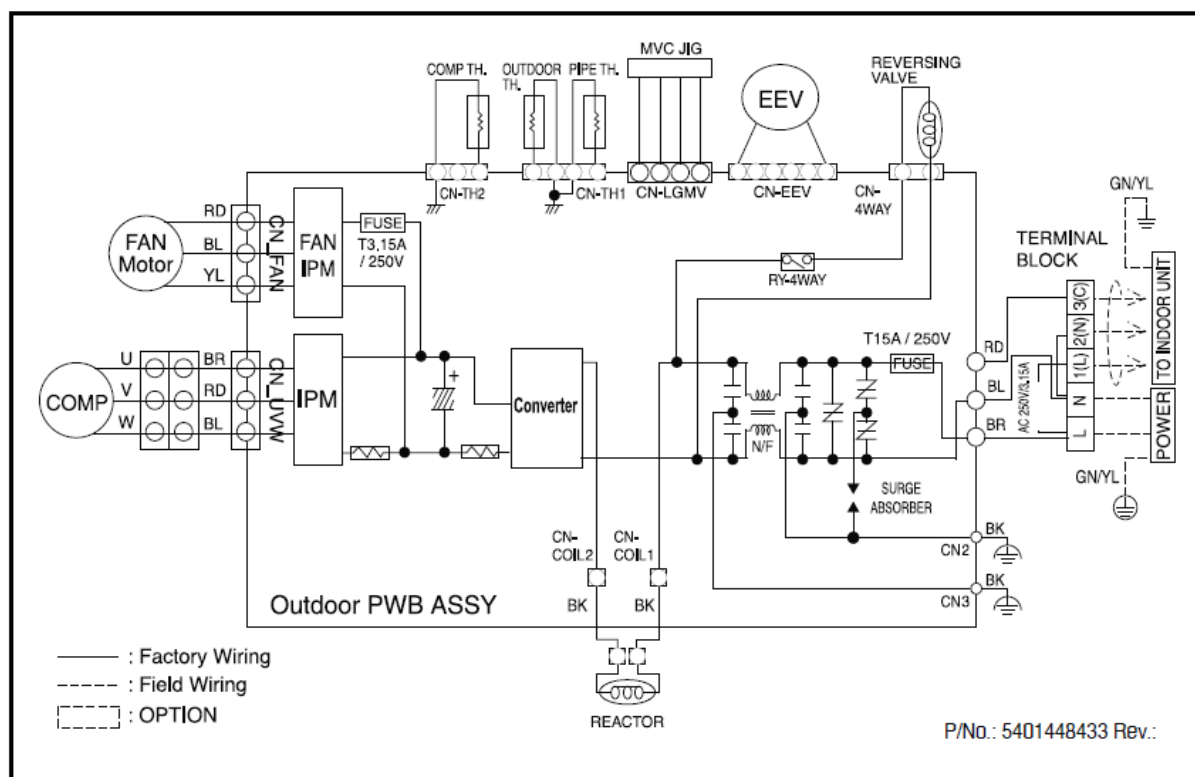 MVC JIG
REVERSING
VALVE
COMP TH.
OUTDOOR
TH.
PIPE TH.
EEV
CN-TH2
CN-TH1
CN-LGMV
CN-EEV
CN-
4WAY
GN/YL
RD
BL
YL
FAN
Motor
CN_FAN
FAN
IPM
FUSE
T3,15A
/ 250V
RY-4WAY
TERMINAL
BLOCK
3(C)
2(N)
1(L)
N
L
TO INDOOR UNIT
POWER
T15A / 250V
FUSE
RD
BL
BR
AC 250V/3.15A
GN/YL
U
V
W
COMP
BR
RD
BL
CN_UVW
IPM
+
Converter
N/F
SURGE
ABSORBER
CN-
COIL2
CN-
COIL1
BK
BK
CN2
BK
CN3
BK
Outdoor PWB ASSY
REACTOR
: Factory Wiring
: Field Wiring
: OPTION
P/No.: 5401448433 Rev.: